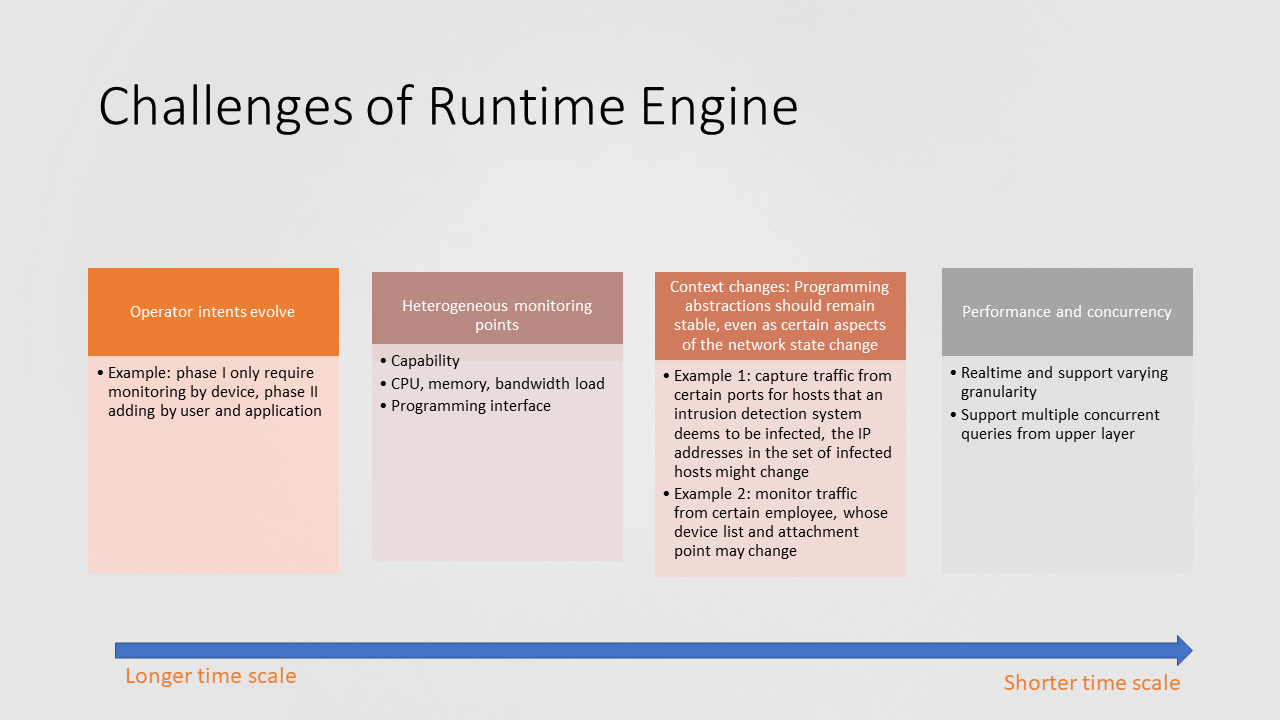 Challenges of Runtime Engine
Operator intents evolve
• Example: phase I only require
monitoring by device, phase II
adding by user and application
Heterogeneous monitoring
points
• Capability
• CPU, memory, bandwidth load
• Programming interface
Context changes: Programming
abstractions should remain
stable, even as certain aspects
of the network state change
• Example 1: capture traffic from
certain ports for hosts that an
intrusion detection system
deems to be infected, the IP
addresses in the set of infected
hosts might change
• Example 2: monitor traffic
from certain employee, whose
device list and attachment
point may change
Performance and concurrency
• Realtime and support varying
granularity
• Support multiple concurrent
queries from upper layer
Longer time scale
Shorter time scale